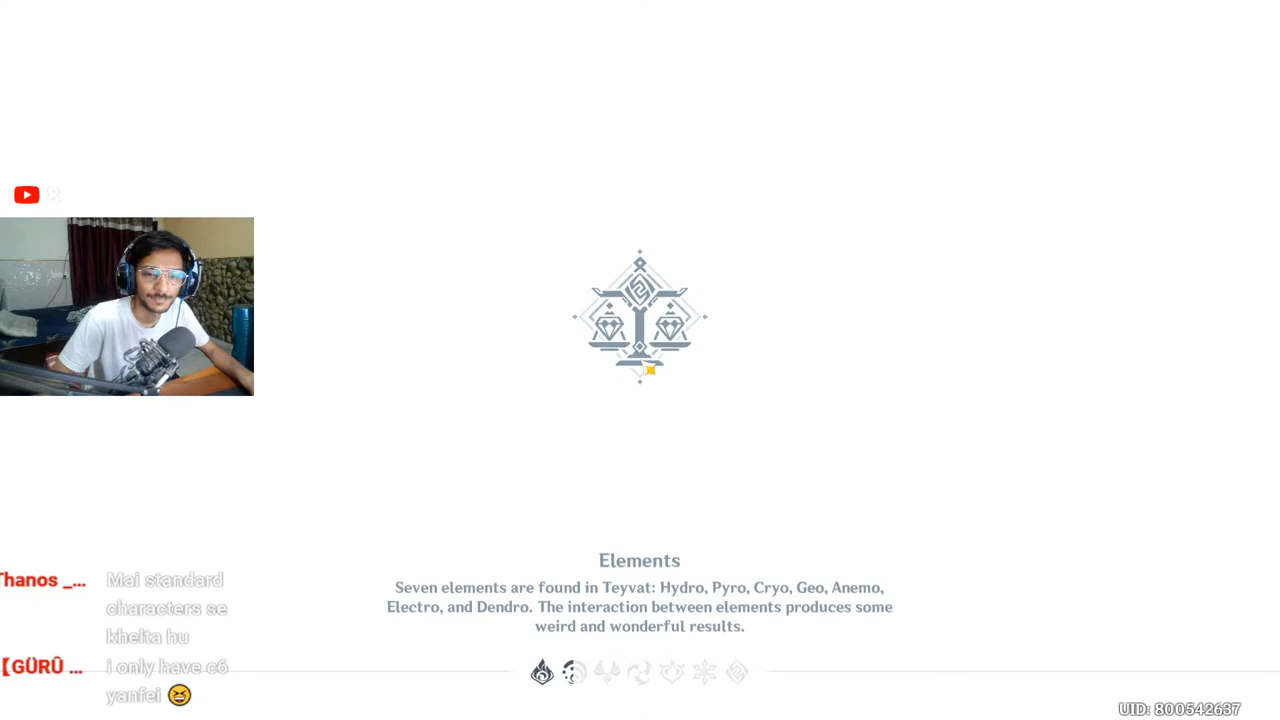 8
Elements
Seven elements are found in Teyvat: Hydro, Pyro, Cryo, Geo, Anemo,
Electro, and Dendro. The interaction between elements produces some
weird and wonderful results.
Thanos _... Mai standard
characters se
khelta hu
【GÜRÛ ... i only have c6
yanfei 😆
UID: 800542637